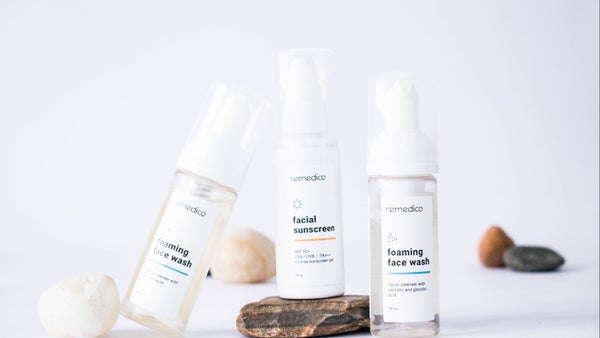 remedico
foaming
face wash
remedico
facial
sunscreen
SPF 50+
UVA / UVB | PA+++
remedico
foaming
face wash
Facial cleanser with
salicylic and glycolic
acid